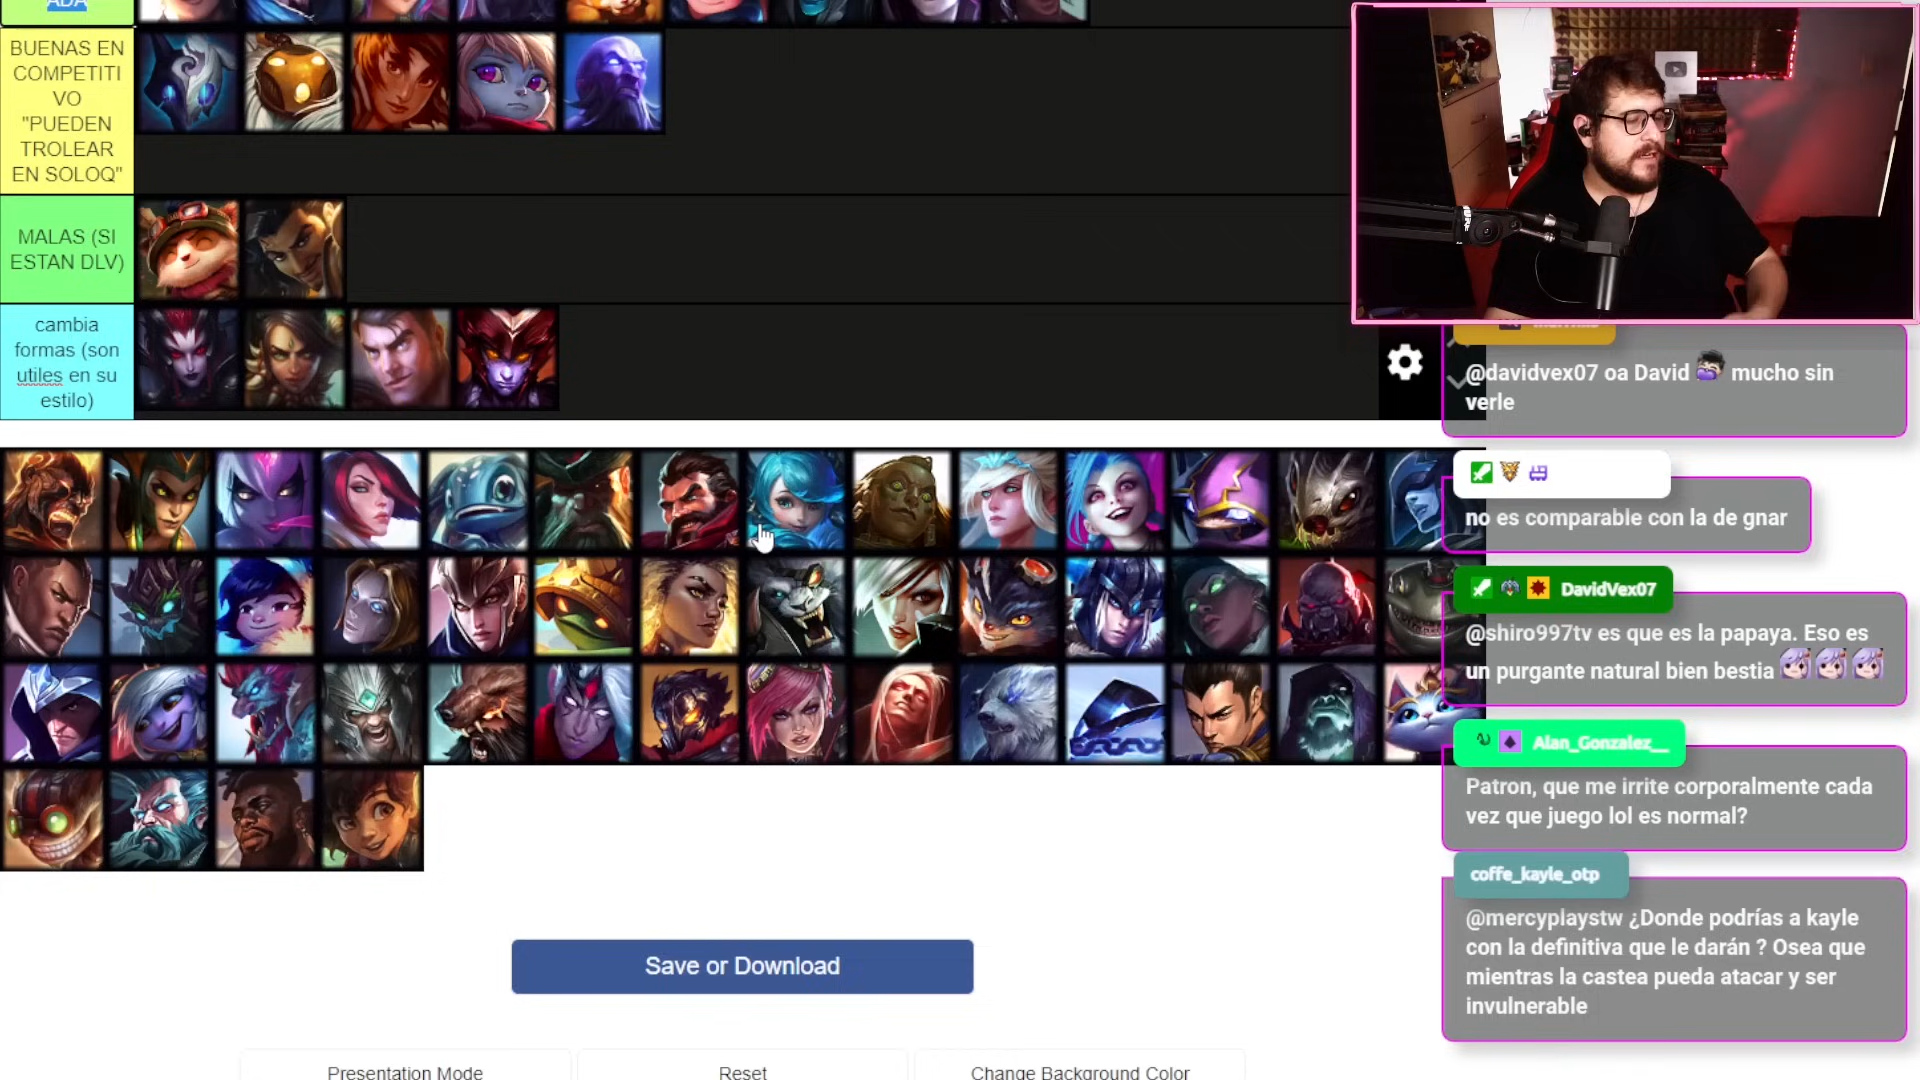 ADA
BUENAS EN
COMPETITI
VO
"PUEDEN
TROLEAR
EN SOLOQ"
MALAS (SI
ESTAN DLV)
cambia
formas (son
utiles en su
estilo)
@davidvex07 oa David mucho sin
verle
no es comparable con la de gnar
DavidVex07
@shiro997tv es que es la papaya. Eso es
un purgante natural bien bestia
Alan_Gonzalez__
Patron, que me irrite corporalmente cada
vez que juego lol es normal?
coffe_kayle_otp
@mercyplaystw ¿Donde podrías a kayle
con la definitiva que le darán ? Osea que
mientras la castea pueda atacar y ser
invulnerable
Save or Download
Presentation Mode
Reset
Change Background Color